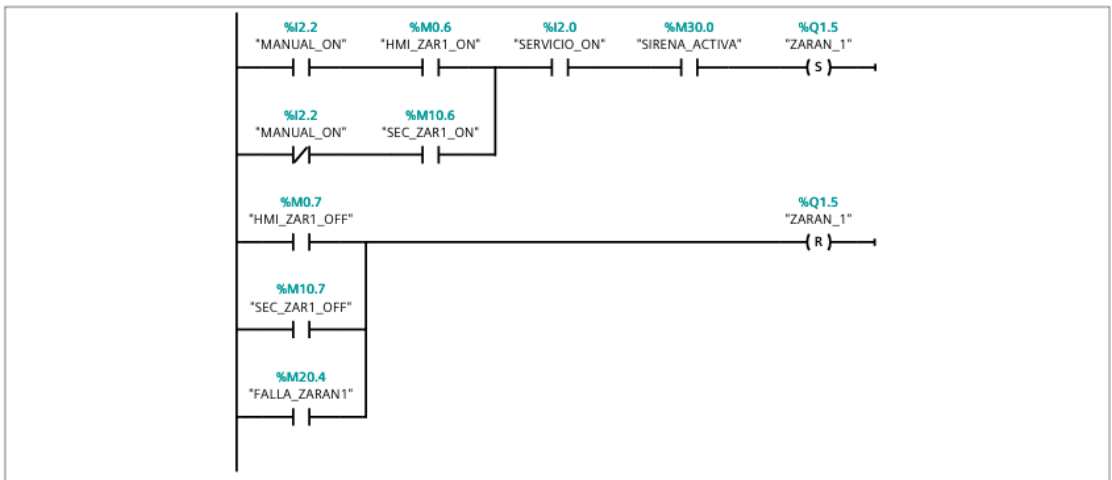 %I2.2 %M0.6 %I2.0 %M30.0 %Q1.5
"MANUAL_ON" "HMI_ZAR1_ON" "SERVICIO_ON" "SIRENA_ACTIVA" "ZARAN_1"
S
%I2.2 %M10.6
"MANUAL_ON" "SEC_ZAR1_ON"
%M0.7 %Q1.5
"HMI_ZAR1_OFF" "ZARAN_1"
R
%M10.7
"SEC_ZAR1_OFF"
%M20.4
"FALLA_ZARAN1"